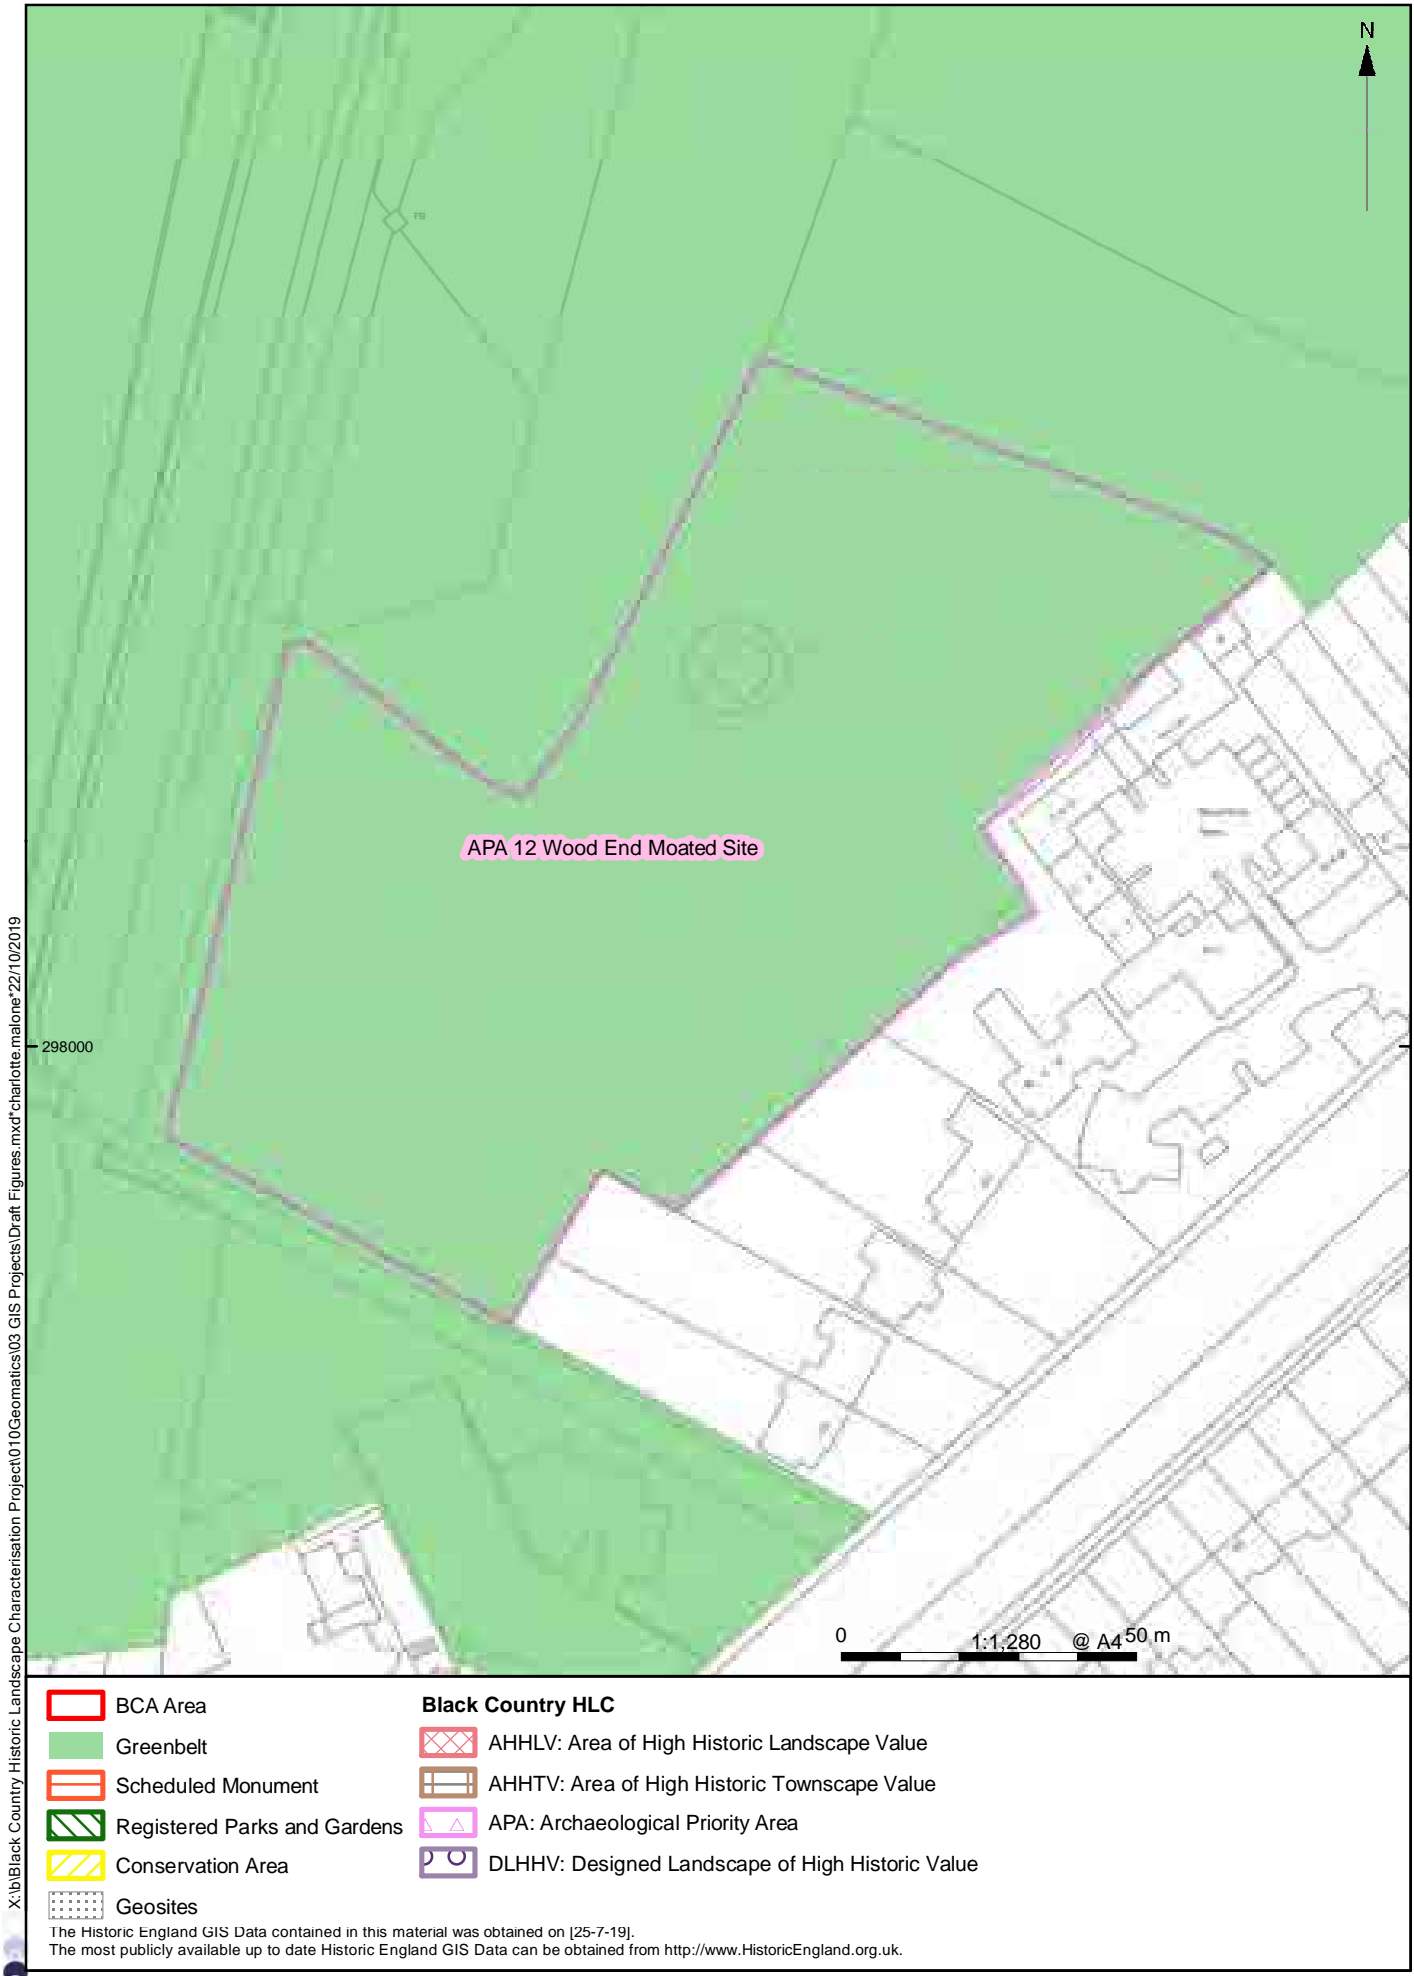 N
APA 12 Wood End Moated Site
298000
0
1:1,280 @ A4
50 m
X:\b\Black Country Historic Landscape Characterisation Project\010Geomatics\03 GIS Projects\Draft Figures.mxd*charlotte.malone*22/10/2019
BCA Area
Greenbelt
Scheduled Monument
Registered Parks and Gardens
Conservation Area
Geosites
Black Country HLC
AHHLV: Area of High Historic Landscape Value
AHHTV: Area of High Historic Townscape Value
APA: Archaeological Priority Area
DLHHV: Designed Landscape of High Historic Value
The Historic England GIS Data contained in this material was obtained on [25-7-19].
The most publicly available up to date Historic England GIS Data can be obtained from http://www.HistoricEngland.org.uk.